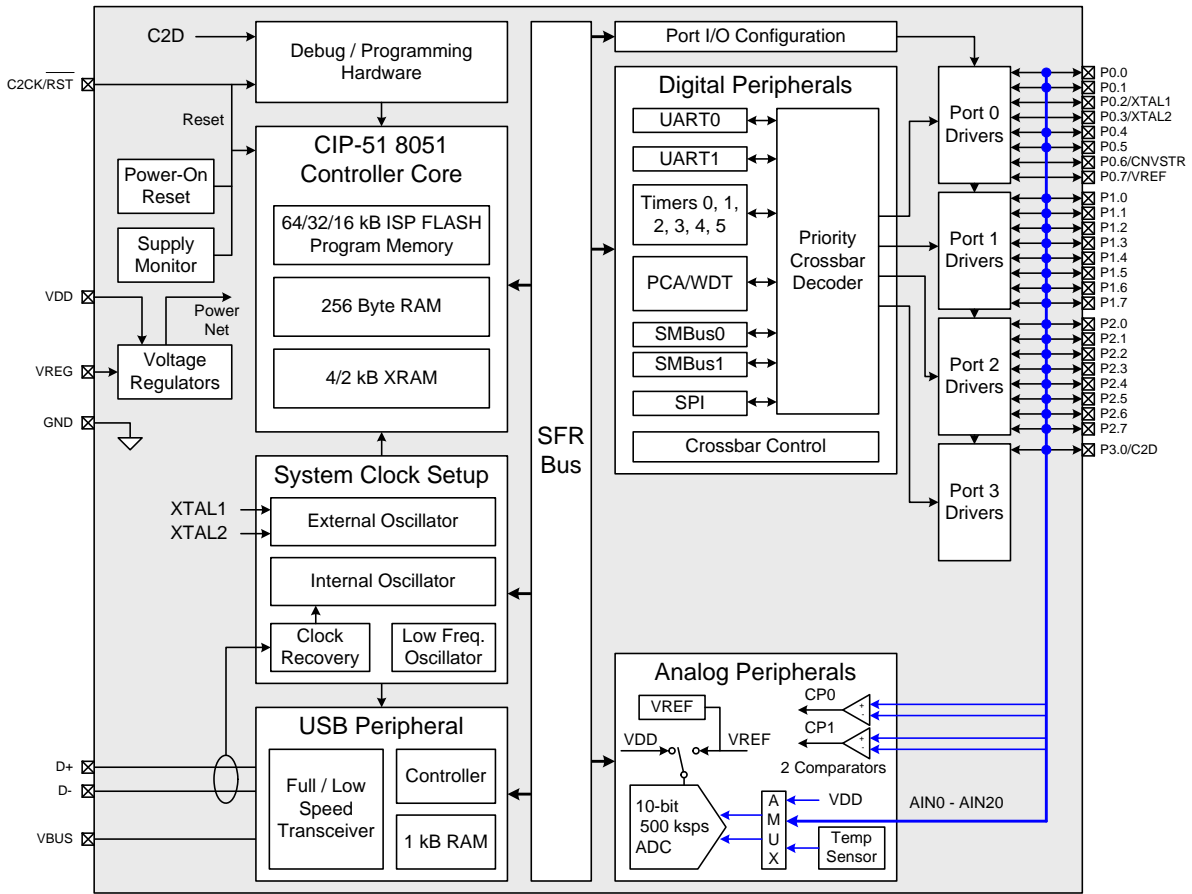 C2D
Debug / Programming
Hardware
C2CK/RST
Reset
Power-On
Reset
Supply
Monitor
VDD
Power
Net
VREG
Voltage
Regulators
GND
CIP-51 8051
Controller Core
64/32/16 kB ISP FLASH
Program Memory
256 Byte RAM
4/2 kB XRAM
System Clock Setup
XTAL1
XTAL2
External Oscillator
Internal Oscillator
Clock
Recovery
Low Freq.
Oscillator
USB Peripheral
D+
D-
VBUS
Full / Low
Speed
Transceiver
Controller
1 kB RAM
SFR
Bus
Port I/O Configuration
Digital Peripherals
UART0
UART1
Timers 0, 1,
2, 3, 4, 5
PCA/WDT
SMBus0
SMBus1
SPI
Priority
Crossbar
Decoder
Crossbar Control
Port 0
Drivers
Port 1
Drivers
Port 2
Drivers
Port 3
Drivers
P0.0
P0.1
P0.2/XTAL1
P0.3/XTAL2
P0.4
P0.5
P0.6/CNVSTR
P0.7/VREF
P1.0
P1.1
P1.2
P1.3
P1.4
P1.5
P1.6
P1.7
P2.0
P2.1
P2.2
P2.3
P2.4
P2.5
P2.6
P2.7
P3.0/C2D
Analog Peripherals
VREF
VDD
VREF
CP0
+
-
CP1
+
-
2 Comparators
10-bit
500 ksps
ADC
A
M
U
X
VDD
Temp
Sensor
AIN0 - AIN20